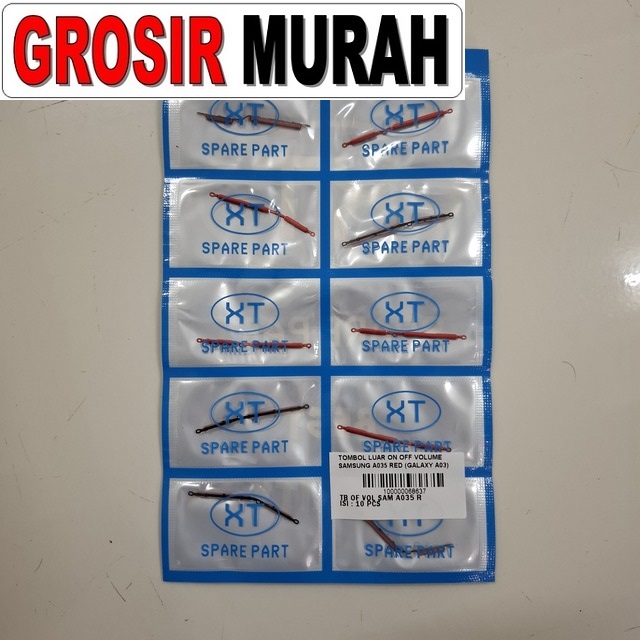 GROSIR MURAH
XT XT
SPARE PART SPARE PART
XT XT
SPARE PART SPARE PART
XT XT
SPARE PART SPARE PART
XT XT
SPARE PART
TOMBOL LUAR ON OFF VOLUME
SAMSUNG A035 RED (GALAXY A03)
100000068637
TB OF VOL SAM A035 R
ISI : 10 PCS
XT
SPARE PART SPARE PART